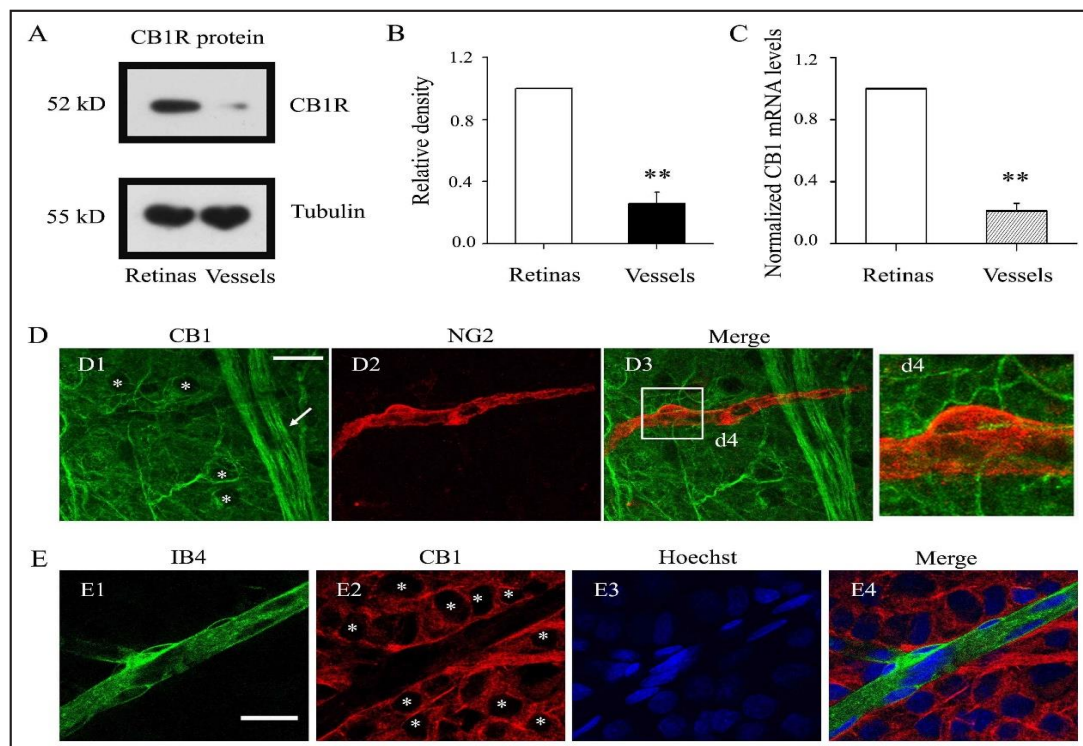 A
CB1R protein
52 kD
CB1R
55 kD
Tubulin
Retinas Vessels
B
Relative density
1.2
0.8
0.4
0.0
**
Retinas
Vessels
C
Normalized CB1 mRNA levels
1.2
0.8
0.4
0.0
**
Retinas
Vessels
D
CB1
NG2
Merge
D1
D2
D3
d4
d4
* *
*
*
E
IB4
CB1
Hoechst
Merge
E1
E2
E3
E4
* * * * *
* *
* * * *